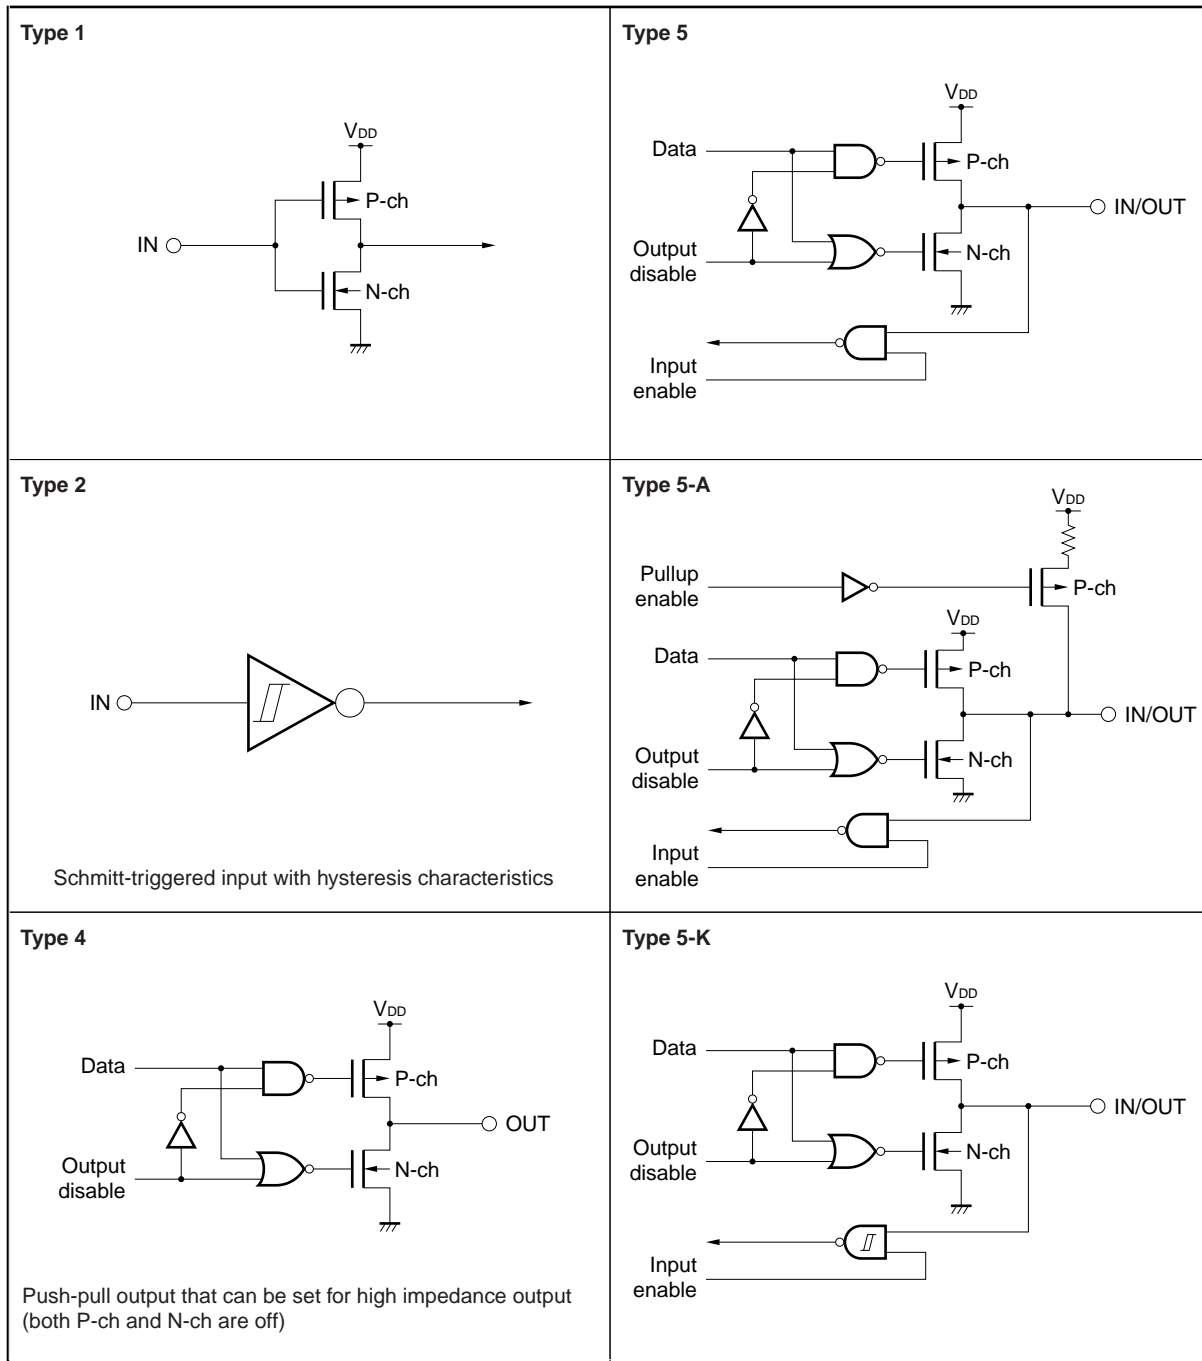 Type 1
VDD
P-ch
IN
N-ch
Type 5
VDD
Data
P-ch
IN/OUT
Output
disable
N-ch
Input
enable
Type 2
IN
Schmitt-triggered input with hysteresis characteristics
Type 5-A
VDD
Pullup
enable
P-ch
VDD
Data
P-ch
IN/OUT
Output
disable
N-ch
Input
enable
Type 4
VDD
Data
P-ch
OUT
Output
disable
N-ch
Push-pull output that can be set for high impedance output
(both P-ch and N-ch are off)
Type 5-K
VDD
Data
P-ch
IN/OUT
Output
disable
N-ch
Input
enable